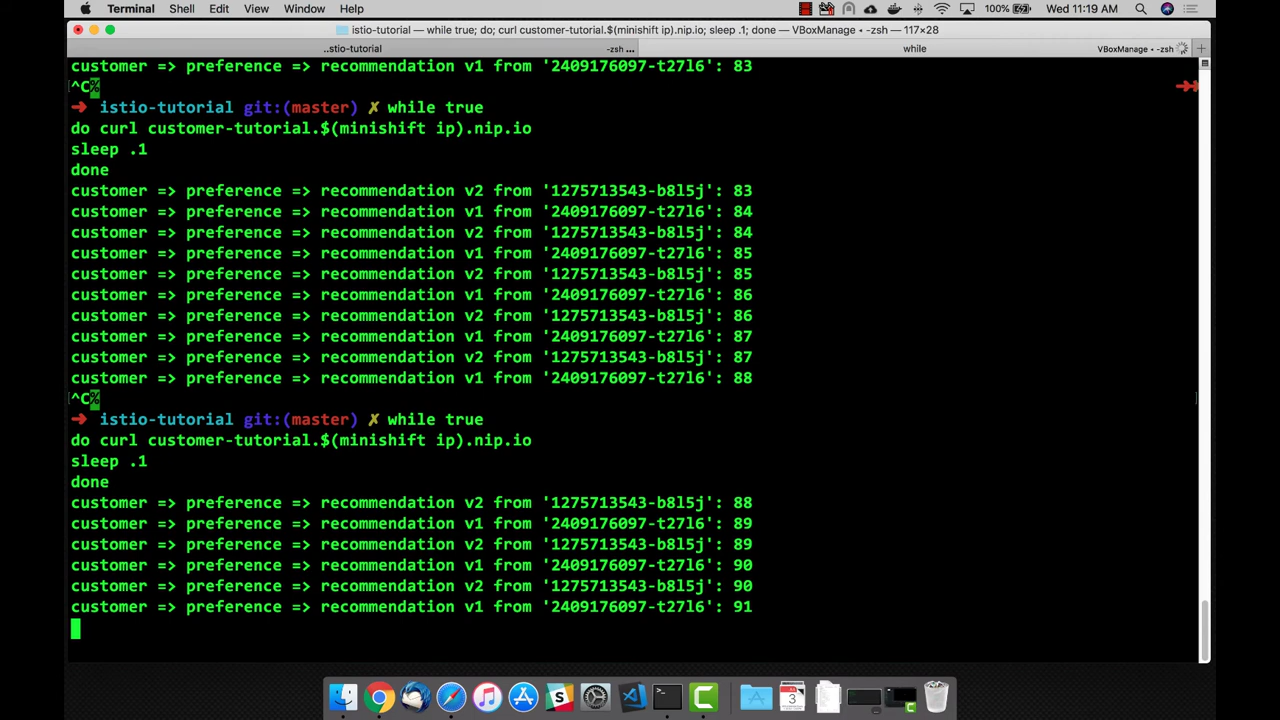 Terminal Shell Edit View Window Help 100% Wed 11:19 AM
istio-tutorial — while true; do; curl customer-tutorial.$(minishift ip).nip.io; sleep .1; done — VBoxManage ‹ -zsh — 117×28
..stio-tutorial -zsh ... while VBoxManage ‹ -zsh
customer => preference => recommendation v1 from '2409176097-t27l6': 83
^C%
➜ istio-tutorial git:(master) ✗ while true
do curl customer-tutorial.$(minishift ip).nip.io
sleep .1
done
customer => preference => recommendation v2 from '1275713543-b8l5j': 83
customer => preference => recommendation v1 from '2409176097-t27l6': 84
customer => preference => recommendation v2 from '1275713543-b8l5j': 84
customer => preference => recommendation v1 from '2409176097-t27l6': 85
customer => preference => recommendation v2 from '1275713543-b8l5j': 85
customer => preference => recommendation v1 from '2409176097-t27l6': 86
customer => preference => recommendation v2 from '1275713543-b8l5j': 86
customer => preference => recommendation v1 from '2409176097-t27l6': 87
customer => preference => recommendation v2 from '1275713543-b8l5j': 87
customer => preference => recommendation v1 from '2409176097-t27l6': 88
^C%
➜ istio-tutorial git:(master) ✗ while true
do curl customer-tutorial.$(minishift ip).nip.io
sleep .1
done
customer => preference => recommendation v2 from '1275713543-b8l5j': 88
customer => preference => recommendation v1 from '2409176097-t27l6': 89
customer => preference => recommendation v2 from '1275713543-b8l5j': 89
customer => preference => recommendation v1 from '2409176097-t27l6': 90
customer => preference => recommendation v2 from '1275713543-b8l5j': 90
customer => preference => recommendation v1 from '2409176097-t27l6': 91
3